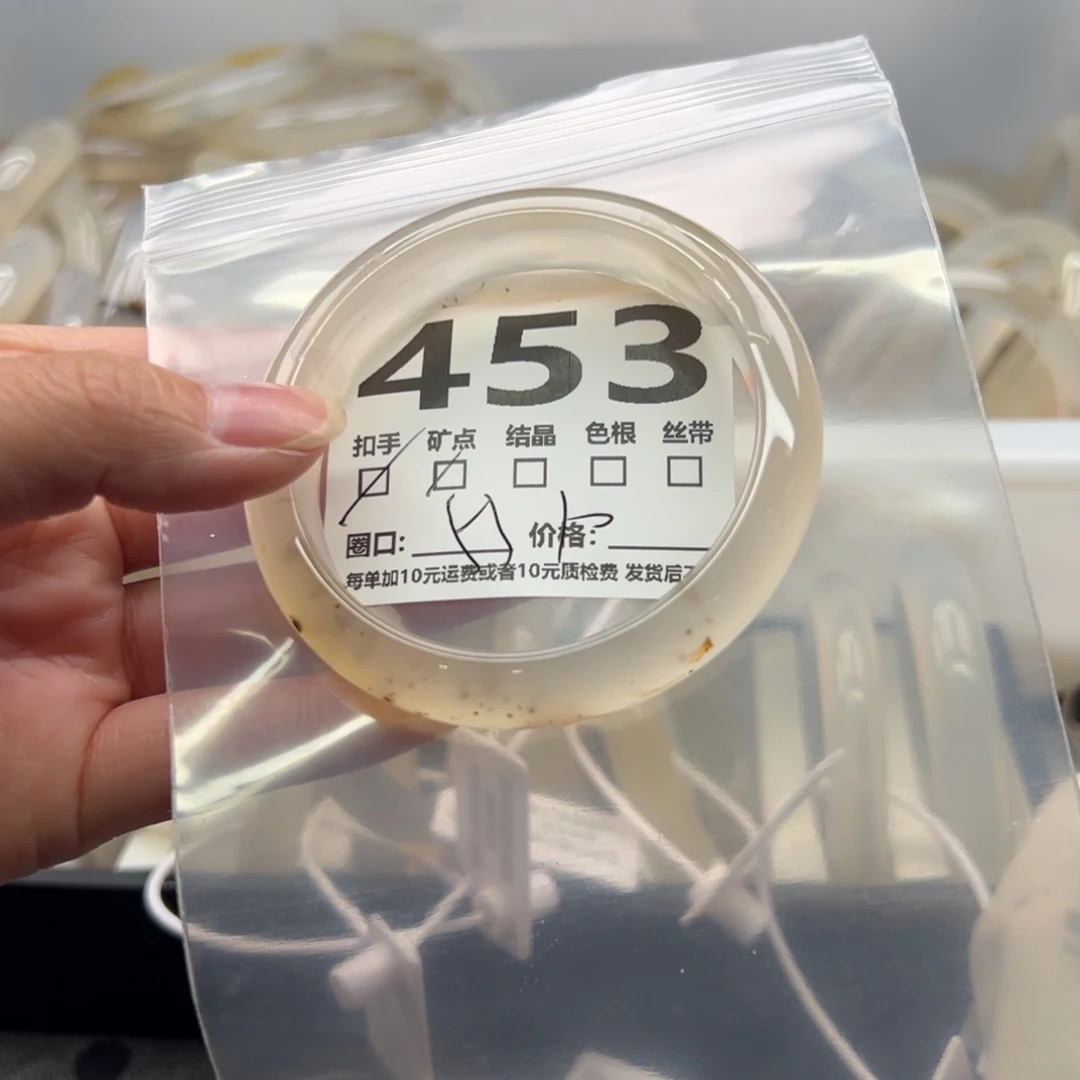 453
扣手 矿点 结晶 色根 丝带
圈口: 价格:
每单加10元运费或者10元质检费 发货后